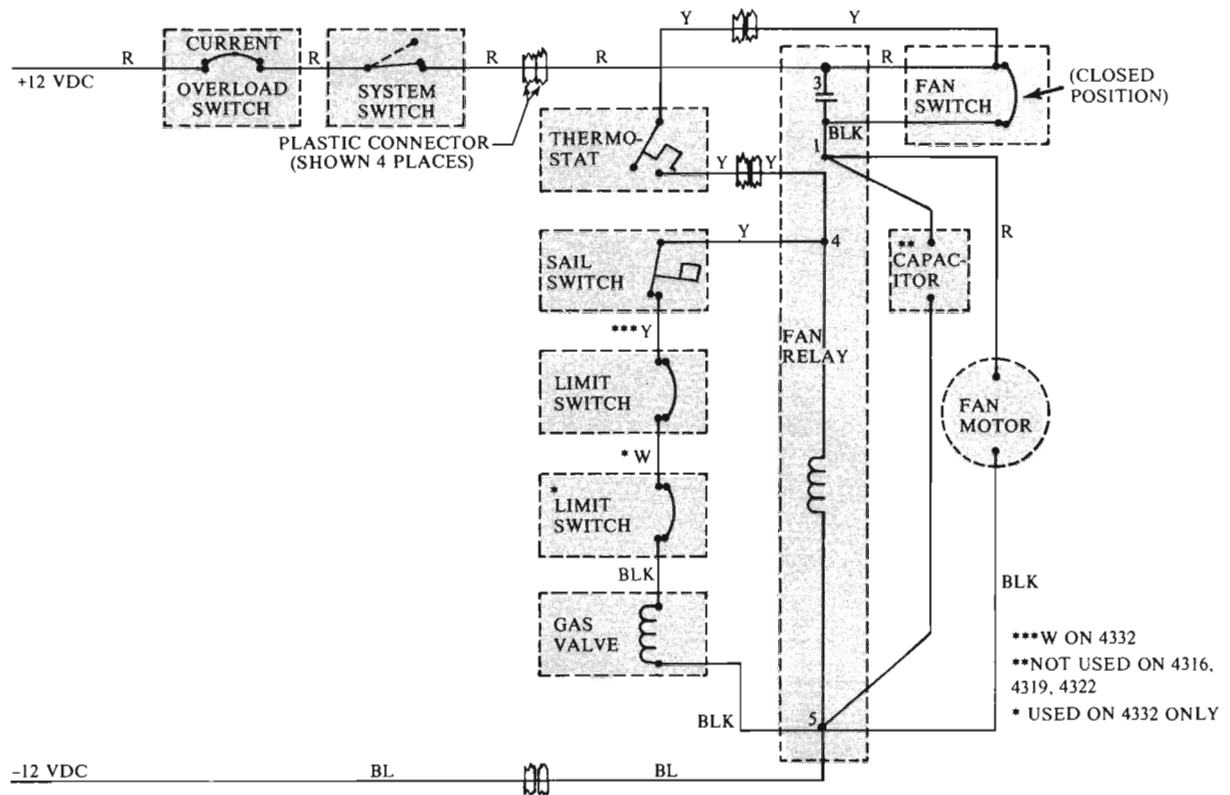 Y
Y
R
CURRENT
OVERLOAD
SWITCH
R
SYSTEM
SWITCH
R
R
R
+12 VDC
3
FAN
SWITCH
(CLOSED
POSITION)
PLASTIC CONNECTOR
(SHOWN 4 PLACES)
THERMO-
STAT
BLK
1
Y
Y
SAIL
SWITCH
Y
4
R
**
CAPAC-
ITOR
***Y
FAN
RELAY
LIMIT
SWITCH
FAN
MOTOR
*W
*
LIMIT
SWITCH
BLK
BLK
GAS
VALVE
***W ON 4332
**NOT USED ON 4316,
4319, 4322
* USED ON 4332 ONLY
BLK
5
–12 VDC
BL
BL